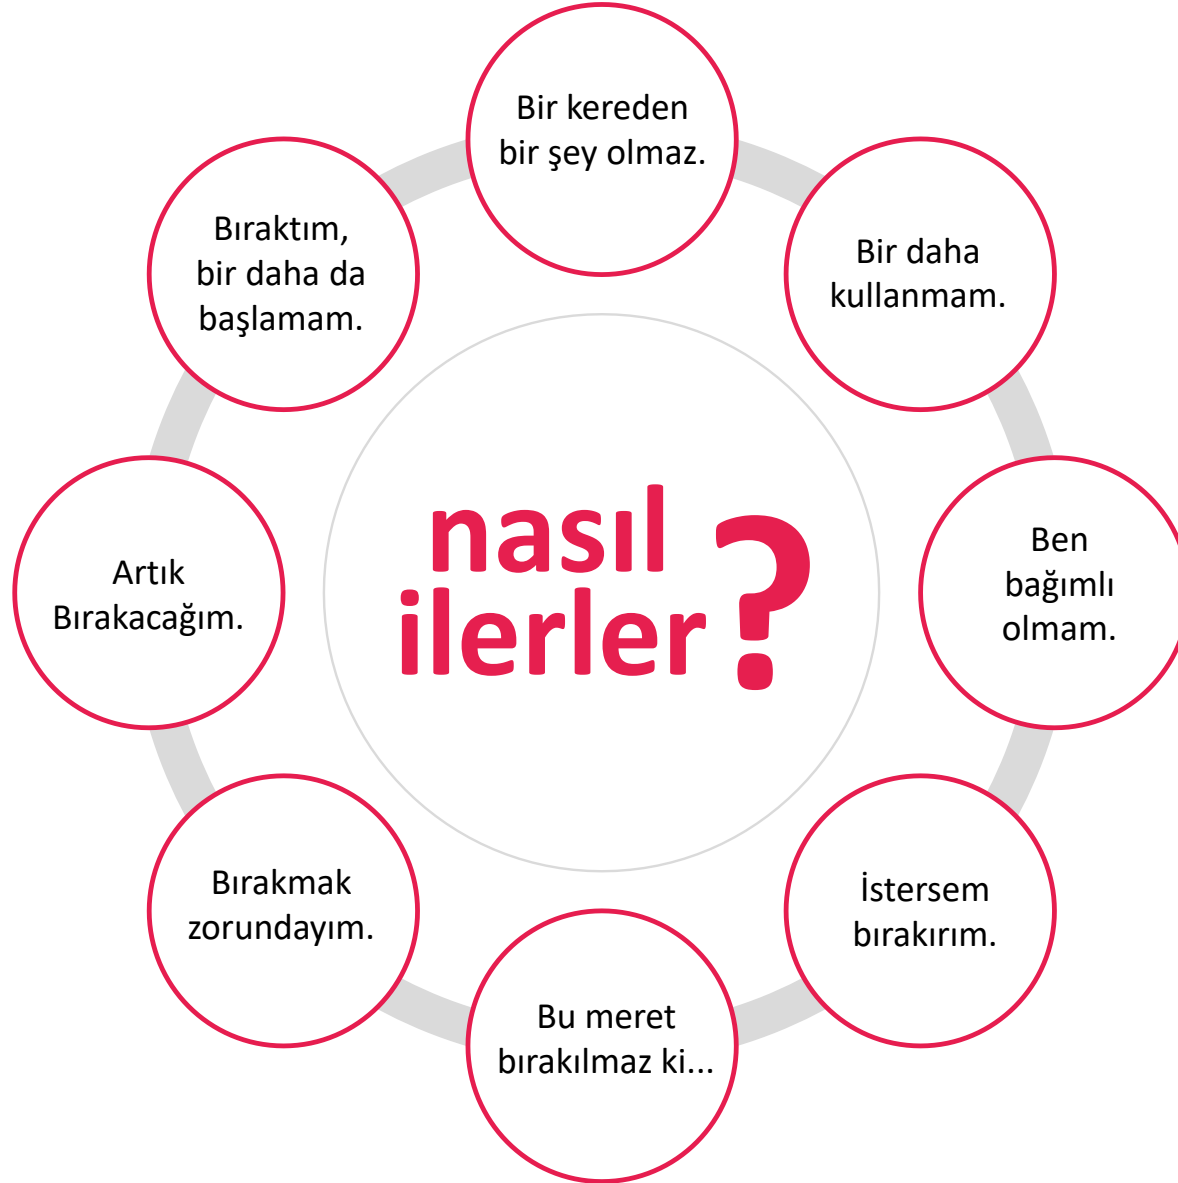 Bir kereden
bir şey olmaz.
Bir daha
kullanmam.
Ben
bağımlı
olmam.
İstersem
bırakırım.
Bu meret
bırakılmaz ki...
Bırakmak
zorundayım.
Artık
Bırakacağım.
Bıraktım,
bir daha da
başlamam.
nasıl
ilerler?